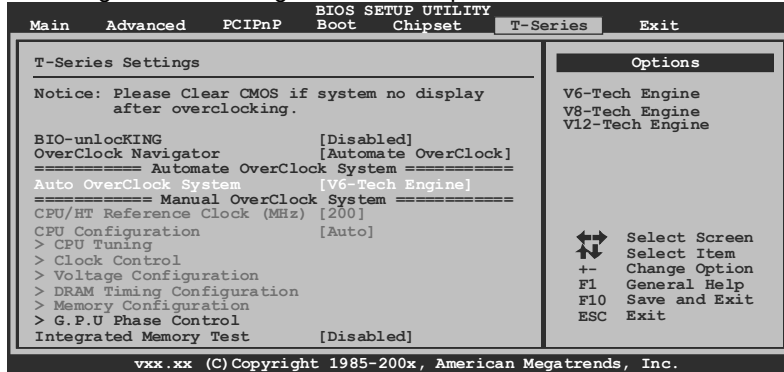 BIOS SETUP UTILITY
Main Advanced PCIPnP Boot Chipset T-Series Exit
T-Series Settings
Notice: Please Clear CMOS if system no display
after overclocking.
BIO-unlocKING [Disabled]
OverClock Navigator [Automate OverClock]
=========== Automate OverClock System ===========
Auto OverClock System [V6-Tech Engine]
============ Manual OverClock System ============
CPU/HT Reference Clock (MHz) [200]
CPU Configuration [Auto]
> CPU Tuning
> Clock Control
> Voltage Configuration
> DRAM Timing Configuration
> Memory Configuration
> G.P.U Phase Control
Integrated Memory Test [Disabled]
Options
V6-Tech Engine
V8-Tech Engine
V12-Tech Engine
Select Screen
Select Item
+- Change Option
F1 General Help
F10 Save and Exit
ESC Exit
vxx.xx (C)Copyright 1985-200x, American Megatrends, Inc.